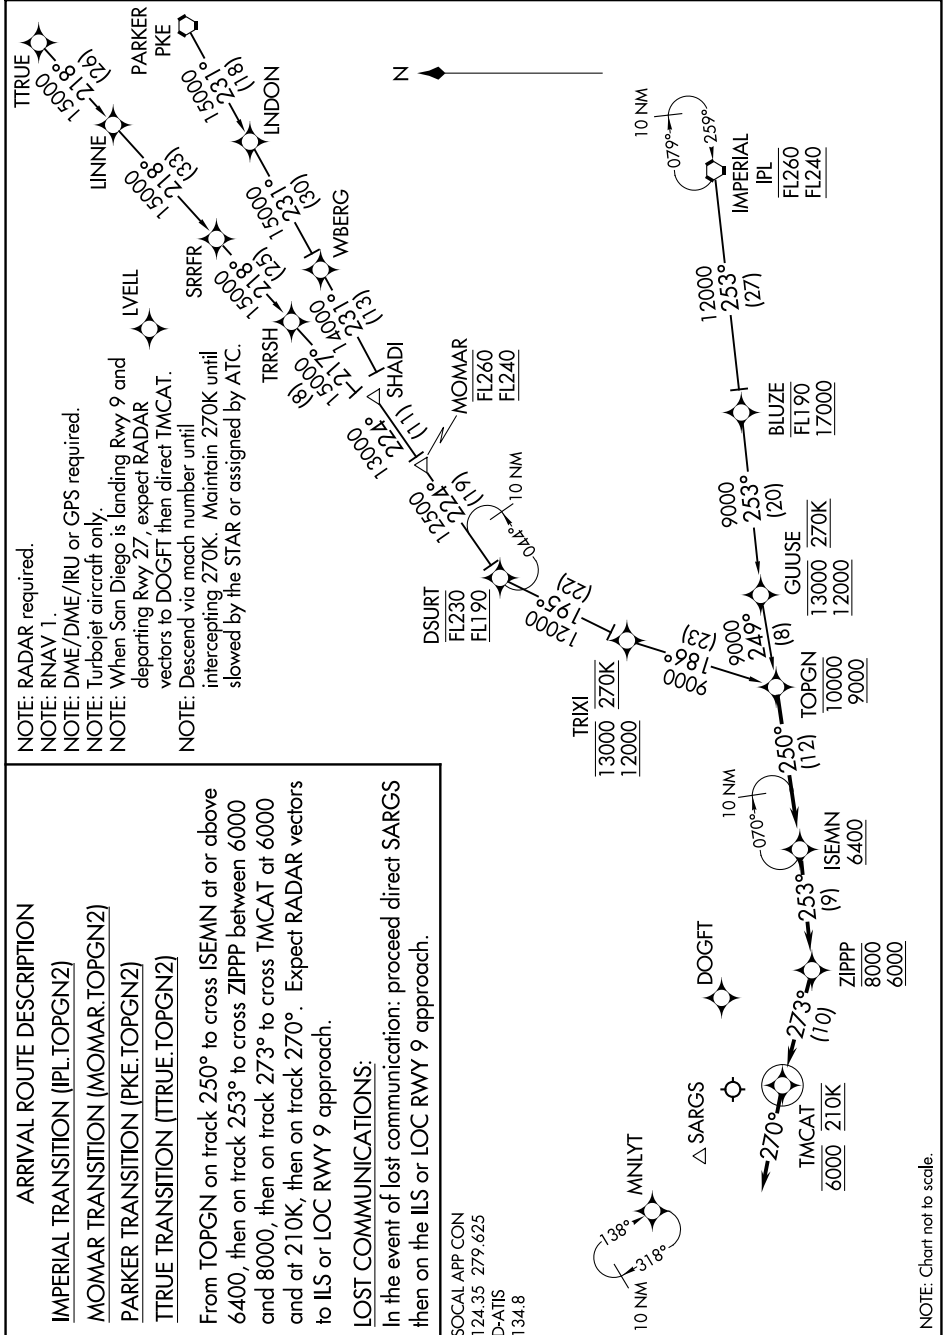 ARRIVAL ROUTE DESCRIPTION
IMPERIAL TRANSITION (IPL.TOPGN2)
MOMAR TRANSITION (MOMAR.TOPGN2)
PARKER TRANSITION (PKE.TOPGN2)
TTRUE TRANSITION (TTRUE.TOPGN2)
From TOPGN on track 250° to cross ISEMN at or above
6400, then on track 253° to cross ZIPPP between 6000
and 8000, then on track 273° to cross TMCAT at 6000
and at 210K, then on track 270°. Expect RADAR vectors
to ILS or LOC RWY 9 approach.
LOST COMMUNICATIONS:
In the event of lost communication: proceed direct SARGS
then on the ILS or LOC RWY 9 approach.
NOTE: RADAR required.
NOTE: RNAV 1.
NOTE: DME/DME/IRU or GPS required.
NOTE: Turbojet aircraft only.
NOTE: When San Diego is landing Rwy 9 and
departing Rwy 27, expect RADAR
vectors to DOGFT then direct TMCAT.
NOTE: Descend via mach number until
intercepting 270K. Maintain 270K until
slowed by the STAR or assigned by ATC.
TTRUE
15000
218°
(26)
LINNE
15000
218°
(33)
SRRFR
15000
218°
(25)
TRRSH
15000
217°
(8)
PARKER
PKE
15000
231°
(18)
LNDON
15000
231°
(30)
WBERG
14000
231°
(13)
SHADI
LVELL
N
13000
224°
(11)
MOMAR
FL260
FL240
12500
224°
(19)
10 NM
044°
DSURT
FL230
FL190
12000
195°
(22)
TRIXI
13000 270K
12000
9000
186°
(23)
10 NM
079°
259°
IMPERIAL
IPL
FL260
FL240
12000
253°
(27)
BLUZE
FL190
17000
9000
253°
(20)
GUUSE
13000 270K
12000
9000
249°
(8)
TOPGN
10000
9000
250°
(12)
10 NM
070°
ISEMN
6400
253°
(9)
ZIPPP
8000
6000
273°
(10)
DOGFT
SARGS
TMCAT
6000 210K
270°
MNLYT
138°
318°
10 NM
SOCAL APP CON
124.35 279.625
D-ATIS
134.8
NOTE: Chart not to scale.